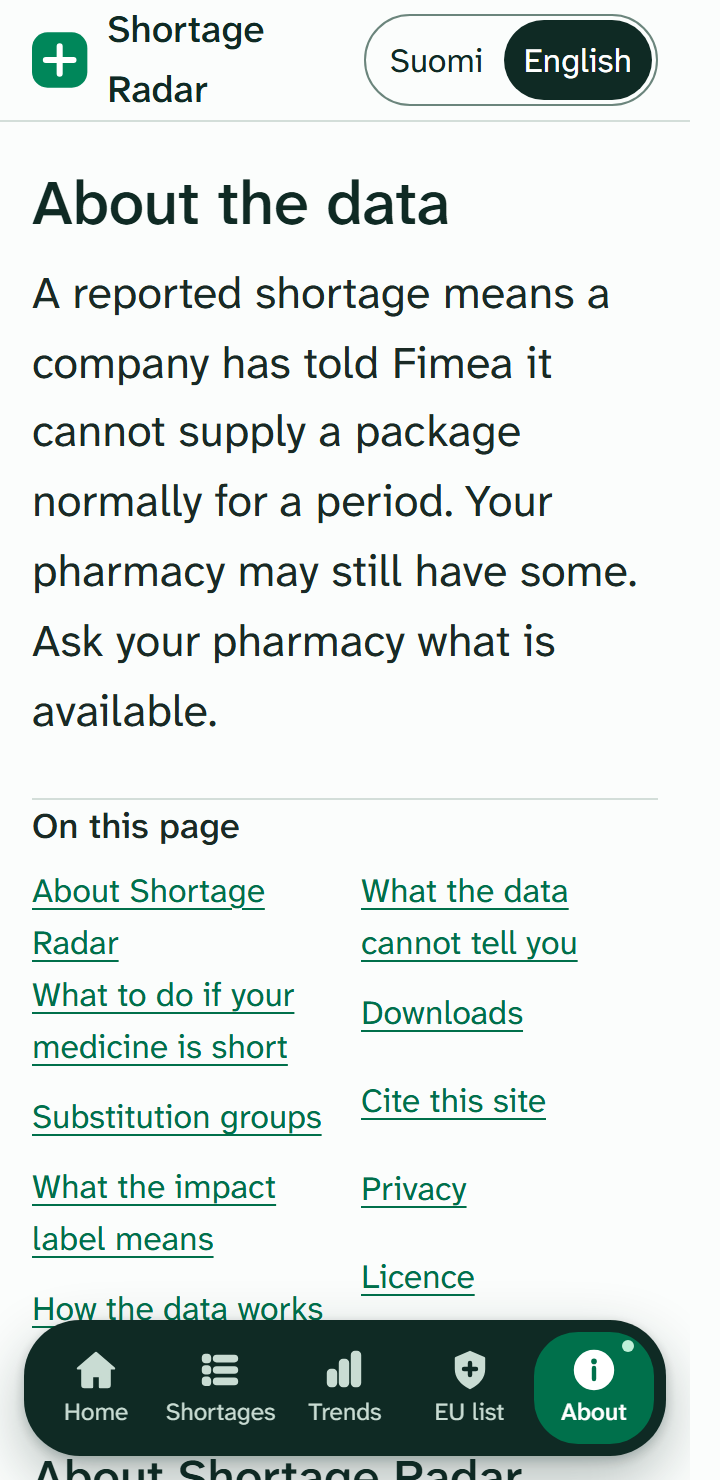 Shortage
Radar
Suomi
English
About the data
A reported shortage means a
company has told Fimea it
cannot supply a package
normally for a period. Your
pharmacy may still have some.
Ask your pharmacy what is
available.
On this page
About Shortage
Radar
What to do if your
medicine is short
Substitution groups
What the impact
label means
How the data works
What the data
cannot tell you
Downloads
Cite this site
Privacy
Licence
Home
Shortages
Trends
EU list
About
About Shortage Radar